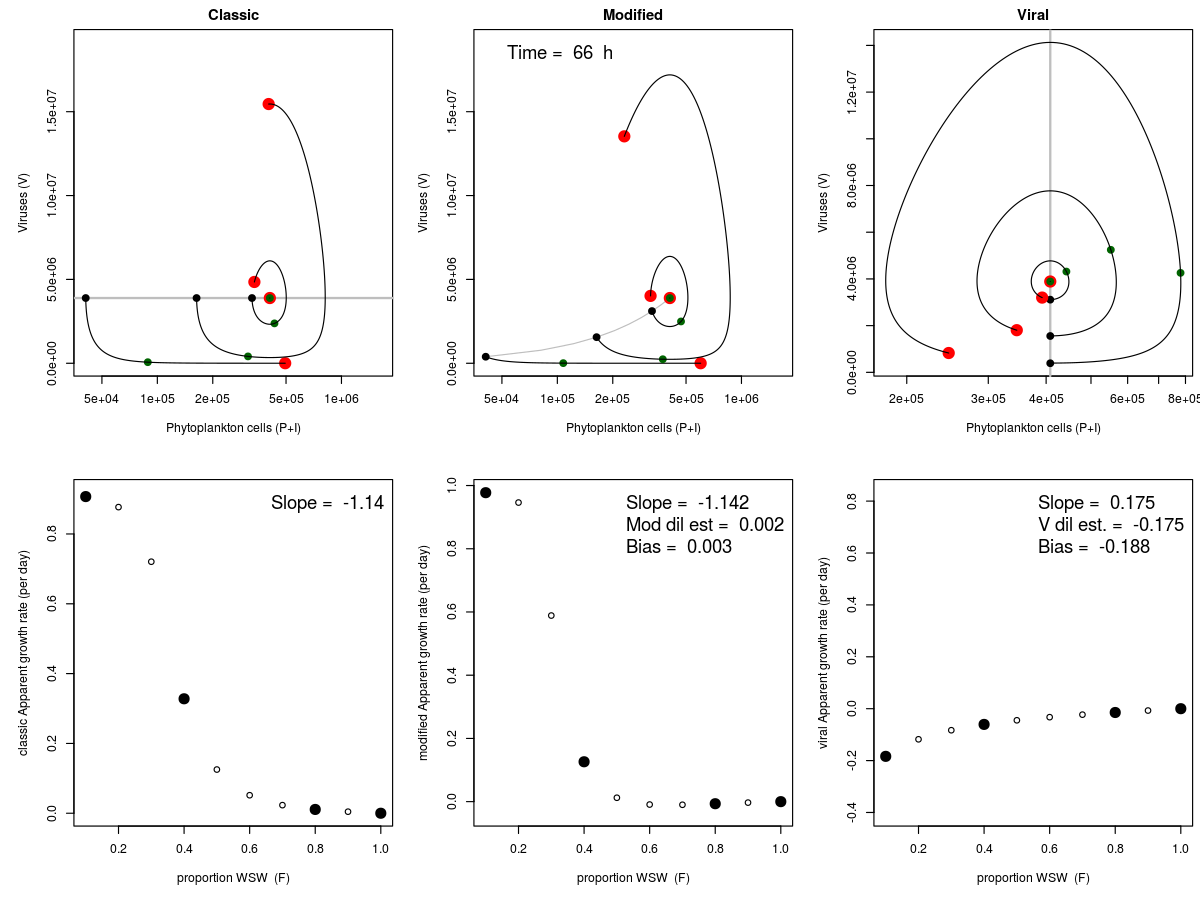 Classic
Modified
Viral
Viruses (V)
0.0e+00
5.0e+06
1.0e+07
1.5e+07
5e+04 1e+05 2e+05 5e+05 1e+06
Phytoplankton cells (P+I)
Time = 66 h
Viruses (V)
0.0e+00
5.0e+06
1.0e+07
1.5e+07
5e+04 1e+05 2e+05 5e+05 1e+06
Phytoplankton cells (P+I)
Viruses (V)
0.0e+00
4.0e+06
8.0e+06
1.2e+07
2e+05 3e+05 4e+05 6e+05 8e+05
Phytoplankton cells (P+I)
Slope = -1.14
classic Apparent growth rate (per day)
0.0
0.2
0.4
0.6
0.8
0.2 0.4 0.6 0.8 1.0
proportion WSW (F)
Slope = -1.142
Mod dil est = 0.002
Bias = 0.003
modified Apparent growth rate (per day)
0.0
0.2
0.4
0.6
0.8
1.0
0.2 0.4 0.6 0.8 1.0
proportion WSW (F)
Slope = 0.175
V dil est. = -0.175
Bias = -0.188
viral Apparent growth rate (per day)
-0.4
-0.2
0.0
0.2
0.4
0.6
0.8
0.2 0.4 0.6 0.8 1.0
proportion WSW (F)